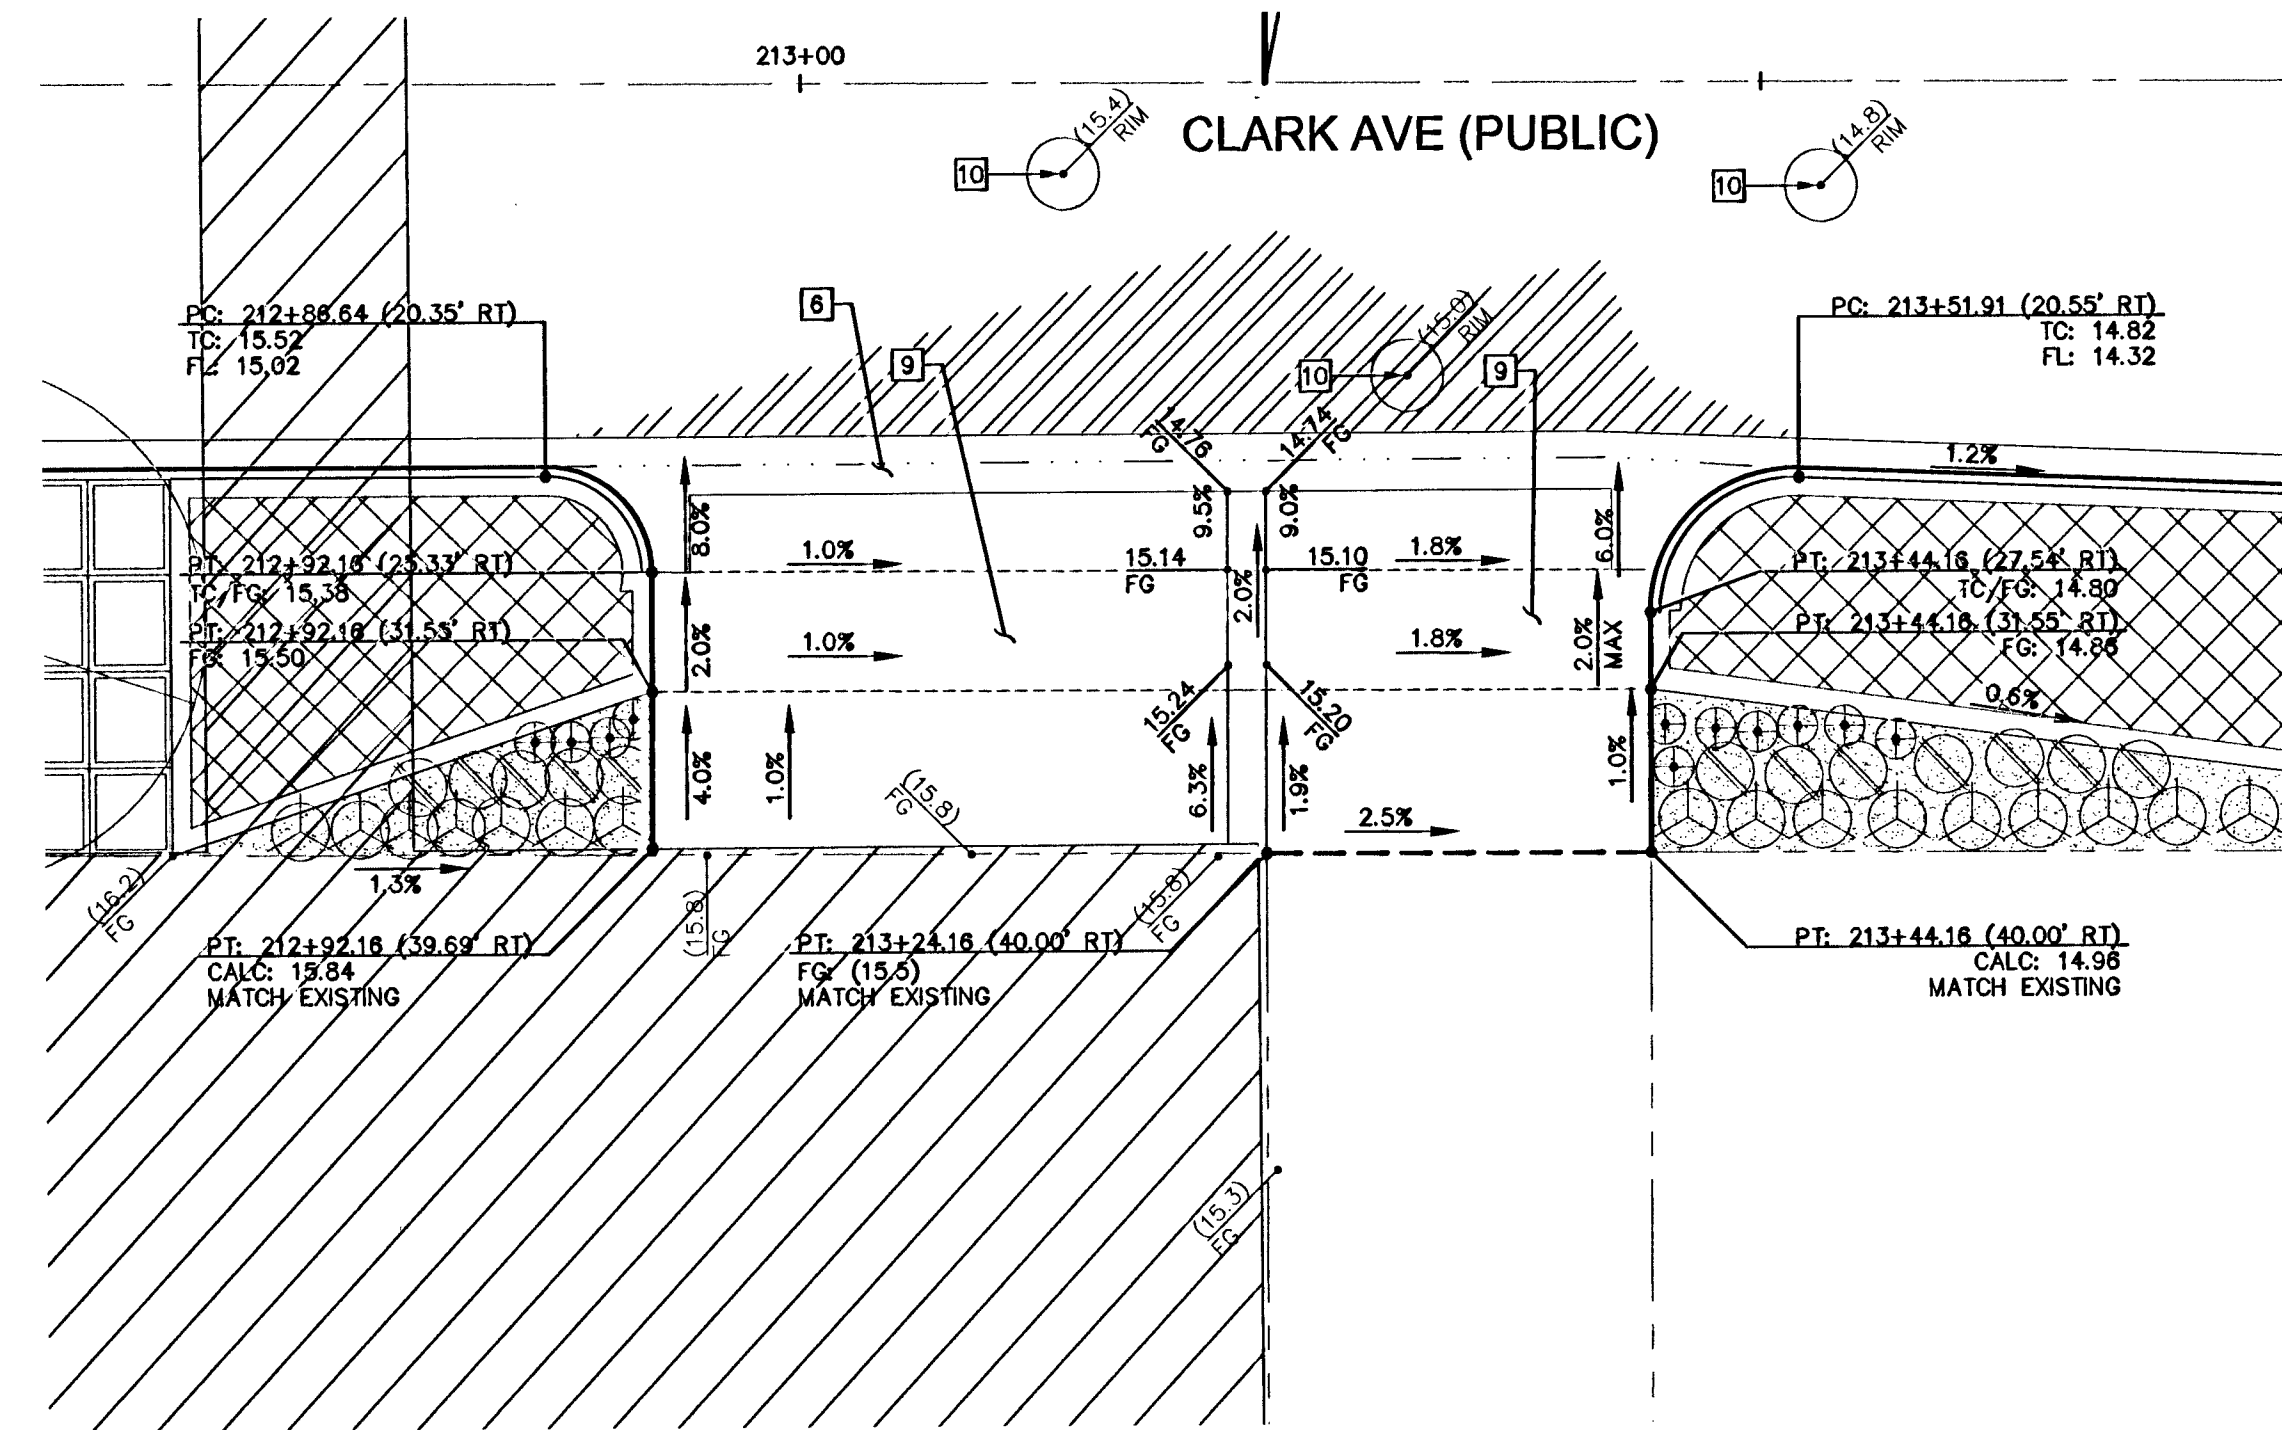 213+00
CLARK AVE (PUBLIC)
(15.4)
RIM
10
(14.8)
RIM
10
6
PC: 212+86.64 (20.35' RT)
TC: 15.52
FL: 15.02
PC: 213+51.91 (20.55' RT)
TC: 14.82
FL: 14.32
9
(15.0)
RIM
10
9
14.76
FG
14.74
FG
1.2%
8.0%
9.5%
9.0%
6.0%
1.0%
15.14
FG
15.10
FG
1.8%
PT: 212+92.16 (25.33' RT)
TC/FG: 15.38
PT: 213+44.16 (27.54' RT)
TC/FG: 14.80
2.0%
PT: 212+92.16 (31.55' RT)
FG: 15.50
2.0%
1.0%
1.8%
2.0%
MAX
PT: 213+44.16 (31.55' RT)
FG: 14.86
15.24
FG
15.20
FG
0.6%
4.0%
1.0%
(15.8)
FG
6.3%
1.9%
2.5%
1.0%
1.3%
(16.2)
FG
(15.8)
FG
(15.8)
FG
PT: 212+92.16 (39.69' RT)
CALC: 15.84
MATCH EXISTING
PT: 213+24.16 (40.00' RT)
FG: (15.5)
MATCH EXISTING
PT: 213+44.16 (40.00' RT)
CALC: 14.96
MATCH EXISTING
(15.3)
FG